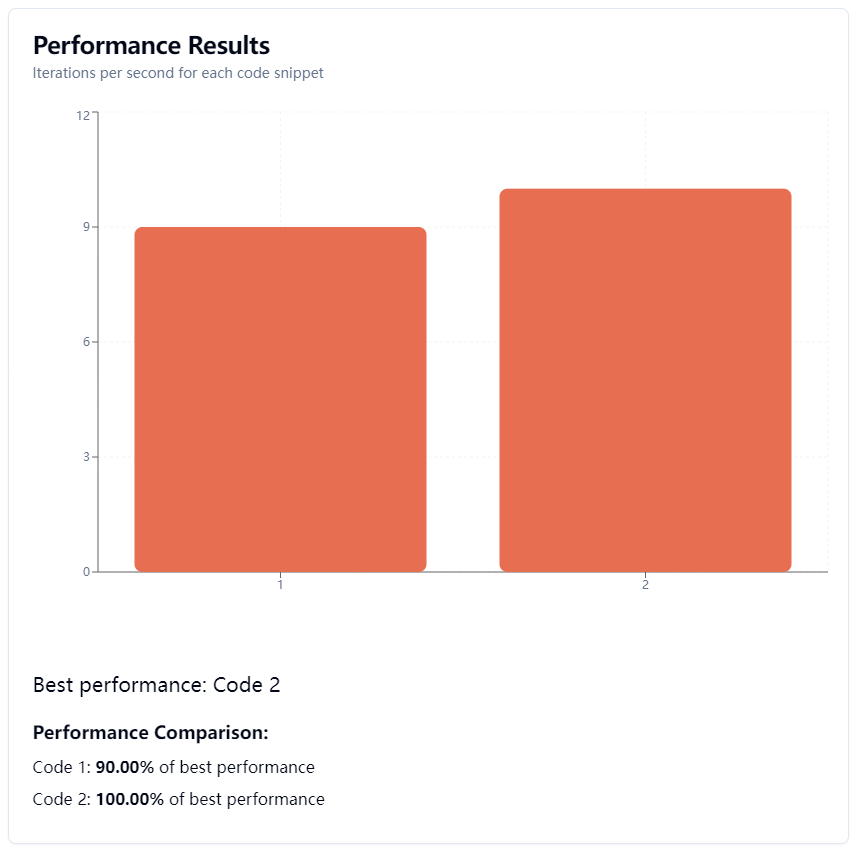 Performance Results
Iterations per second for each code snippet
12
9
6
3
0
1
2
Best performance: Code 2
Performance Comparison:
Code 1: 90.00% of best performance
Code 2: 100.00% of best performance